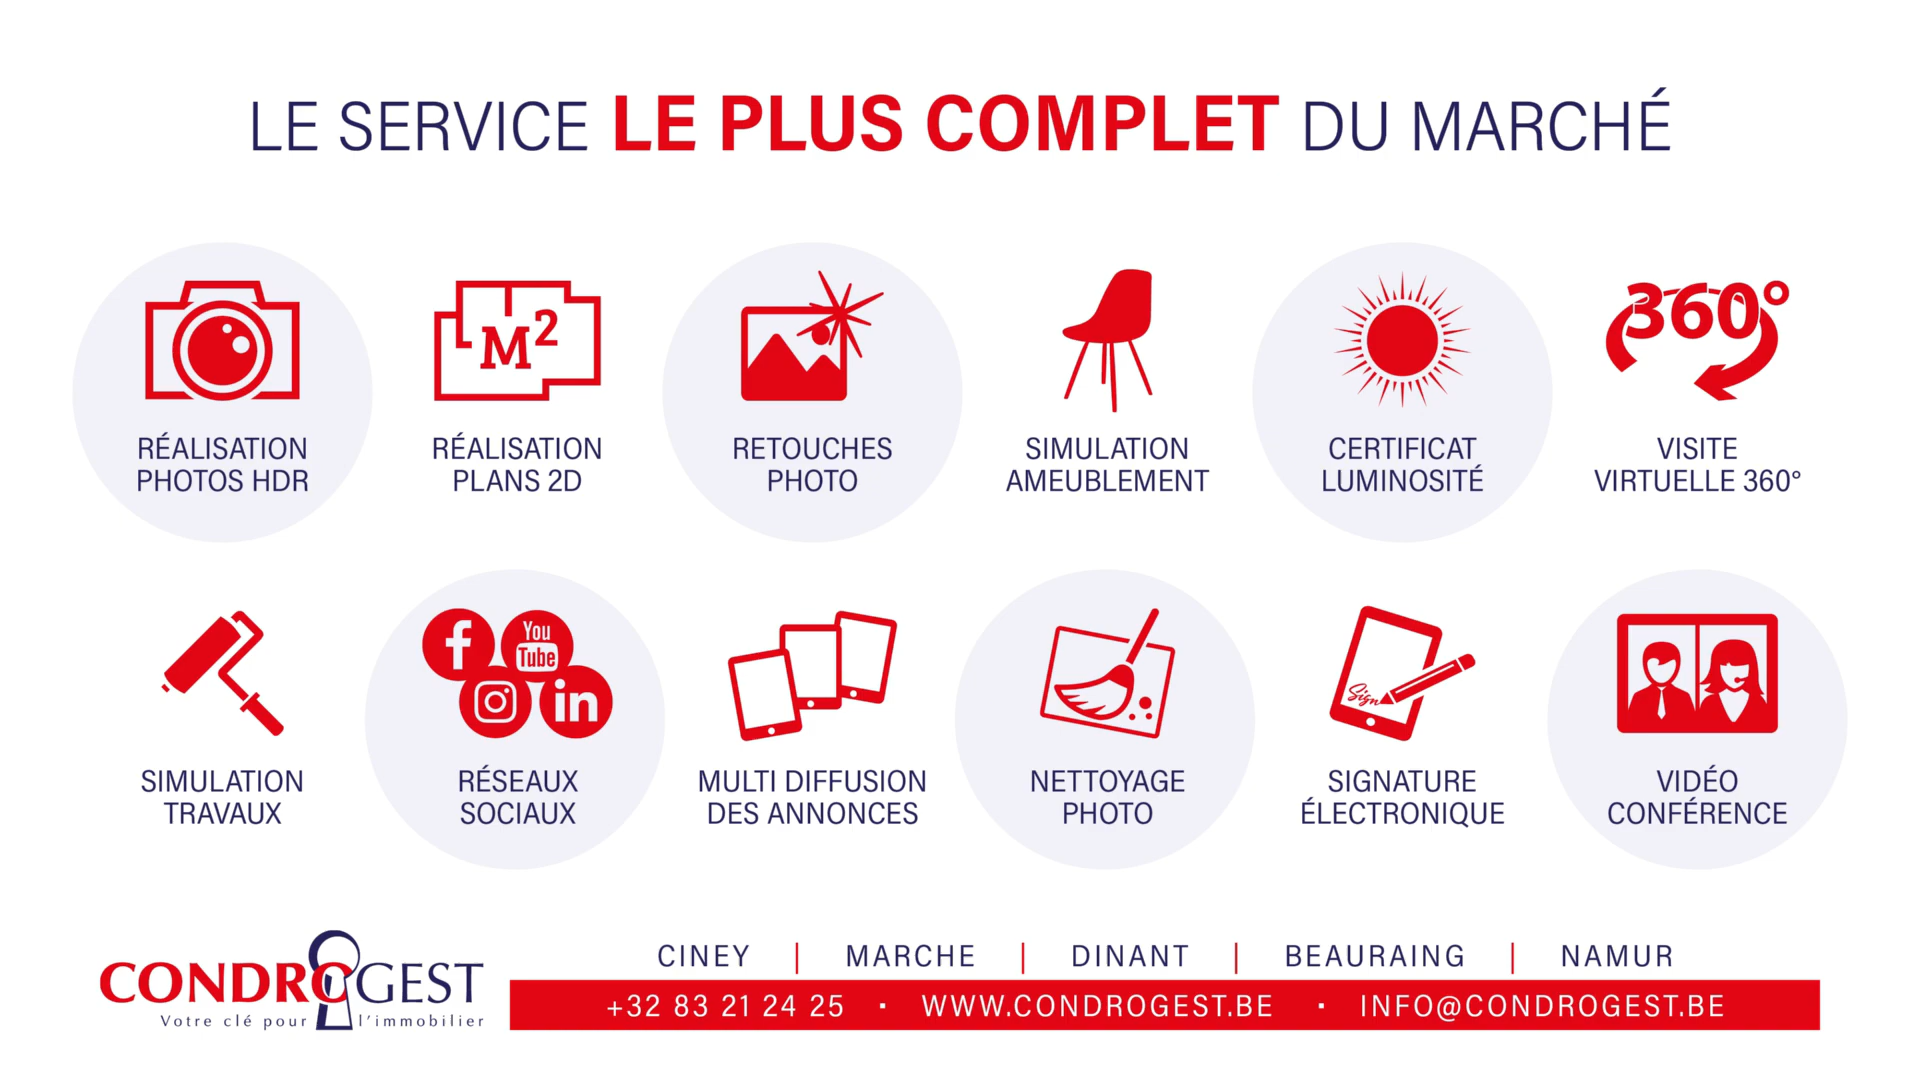 LE SERVICE LE PLUS COMPLET DU MARCHÉ
M²
360°
RÉALISATION
PHOTOS HDR
RÉALISATION
PLANS 2D
RETOUCHES
PHOTO
SIMULATION
AMEUBLEMENT
CERTIFICAT
LUMINOSITÉ
VISITE
VIRTUELLE 360°
f
You
Tube
in
Sign
SIMULATION
TRAVAUX
RÉSEAUX
SOCIAUX
MULTI DIFFUSION
DES ANNONCES
NETTOYAGE
PHOTO
SIGNATURE
ÉLECTRONIQUE
VIDÉO
CONFÉRENCE
CONDROGEST
Votre clé pour l'immobilier
CINEY | MARCHE | DINANT | BEAURAING | NAMUR
+32 83 21 24 25 · WWW.CONDROGEST.BE · INFO@CONDROGEST.BE